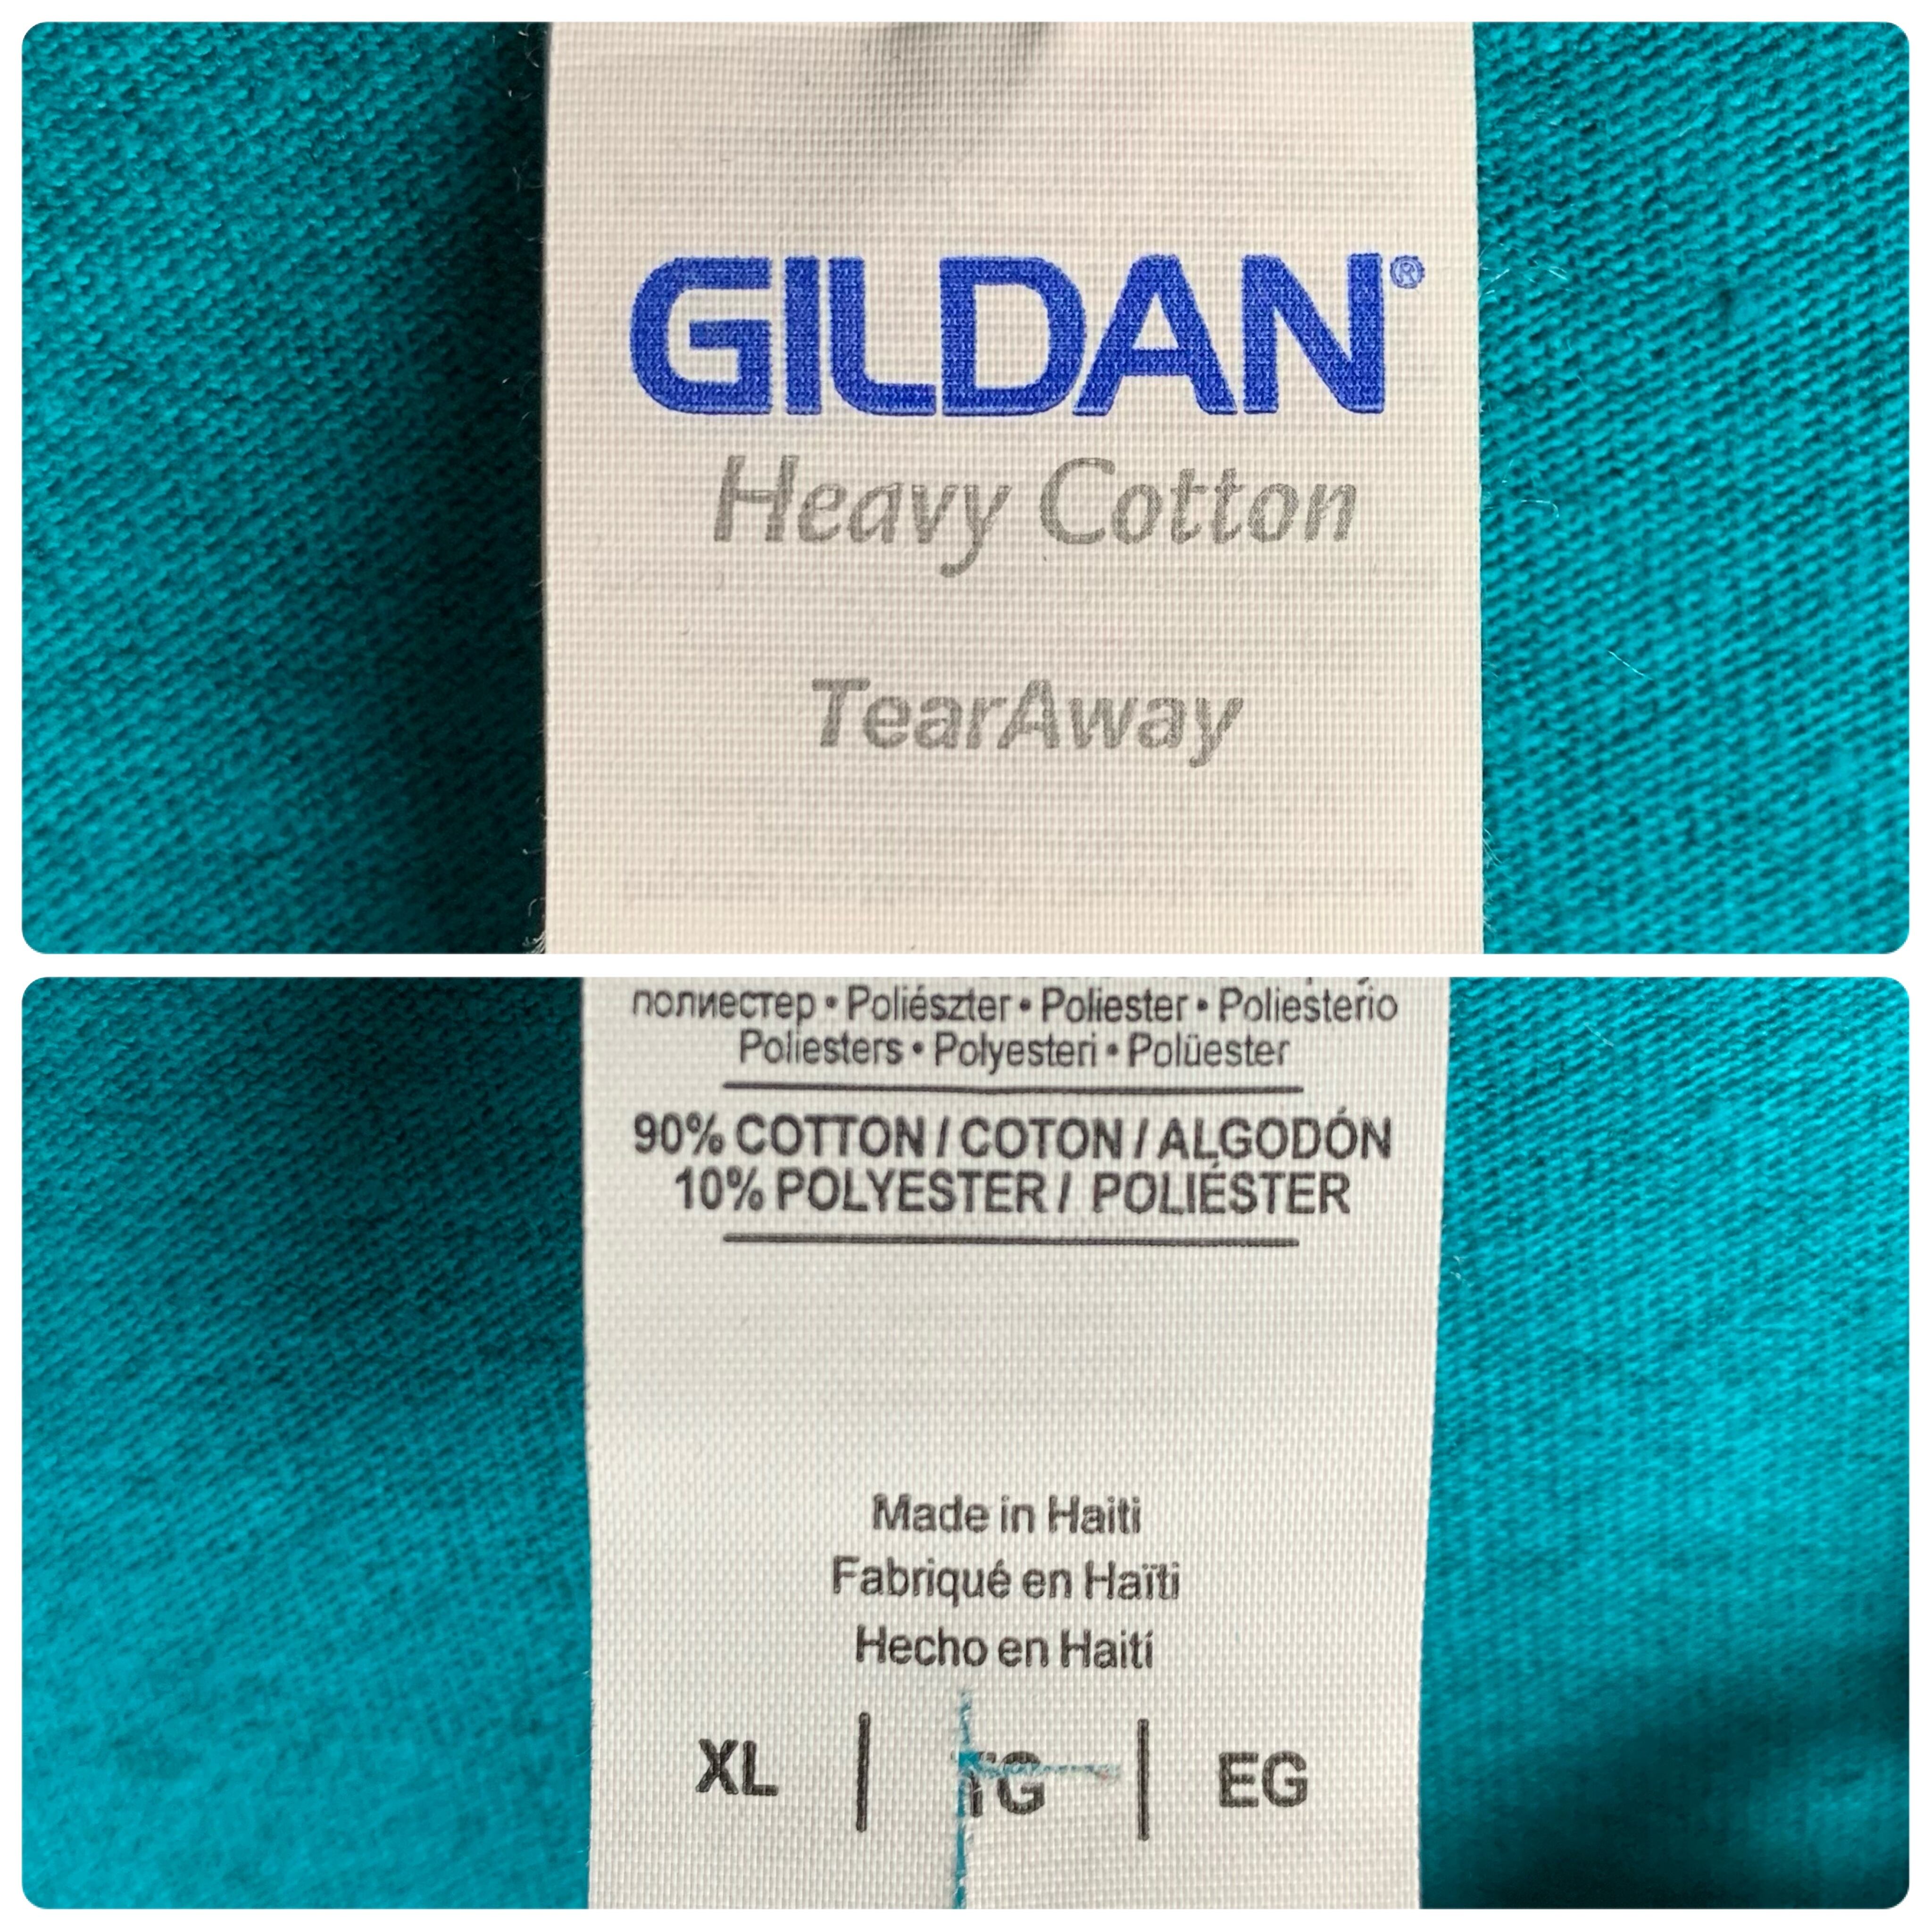 GILDAN®
Heavy Cotton
TearAway
полиестер • Poliészter • Poliester • Poliesterio
Poliesters • Polyesteri • Polüester
90% COTTON / COTON / ALGODÓN
10% POLYESTER / POLIÉSTER
Made in Haiti
Fabriqué en Haïti
Hecho en Haití
XL | TG | EG